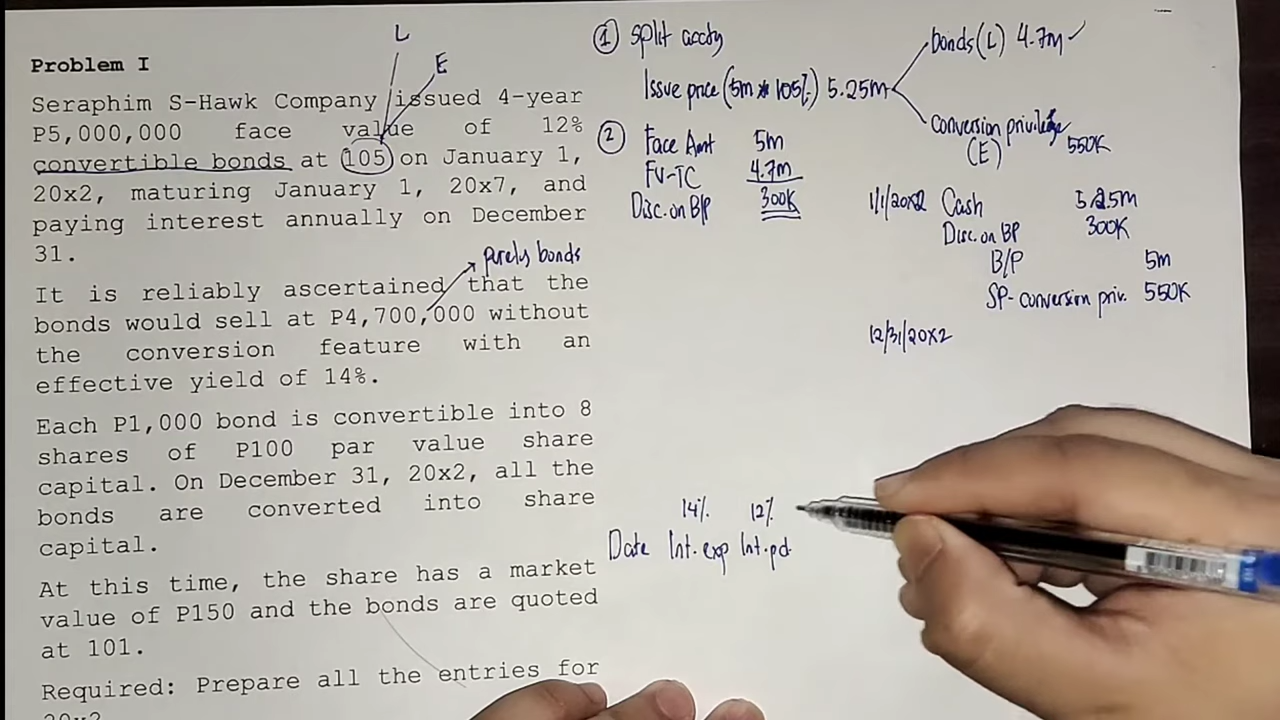 L
E
Problem I
Seraphim S-Hawk Company issued 4-year
P5,000,000 face value of 12%
convertible bonds at 105 on January 1,
20x2, maturing January 1, 20x7, and
paying interest annually on December
31.
purely bonds
It is reliably ascertained that the
bonds would sell at P4,700,000 without
the conversion feature with an
effective yield of 14%.
Each P1,000 bond is convertible into 8
shares of P100 par value share
capital. On December 31, 20x2, all the
bonds are converted into share
capital.
At this time, the share has a market
value of P150 and the bonds are quoted
at 101.
Required: Prepare all the entries for
20x2
① Split acctg
Issue price (5m * 105%) 5.25m
bonds (L) 4.7m ✓
conversion privilege 550K
(E)
② Face Amt 5m
FV-TC 4.7m
Disc. on B/P 300K
1/1/20x2 Cash 5.25m
Disc. on BP 300K
B/P 5m
SP- conversion priv. 550K
12/31/20x2
14% 12%
Date Int. exp Int. pd.